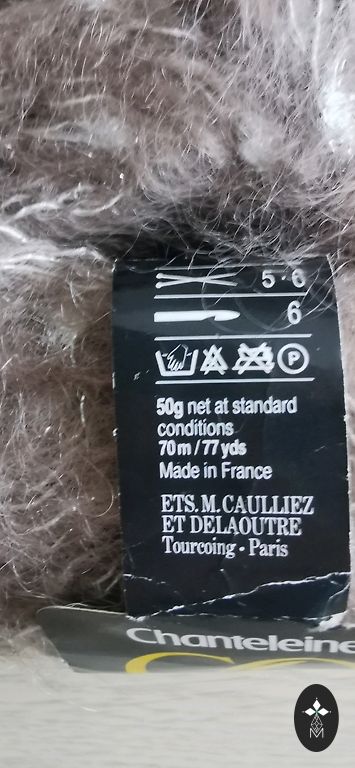 5 - 6
6
P
50g net at standard
conditions
70 m / 77 yds
Made in France
ETS. M. CAULLIEZ
ET DELAOUTRE
Tourcoing - Paris
Chanteleine
M